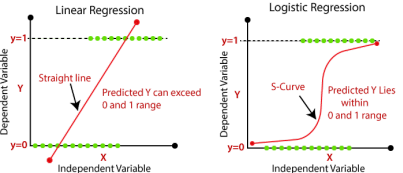 Linear Regression
y=1
Dependent Variable
Y
Straight line
Predicted Y can exceed
0 and 1 range
y=0
X
Independent Variable
Logistic Regression
y=1
Dependent Variable
Y
S-Curve
Predicted Y Lies
within
0 and 1 range
y=0
X
Independent Variable